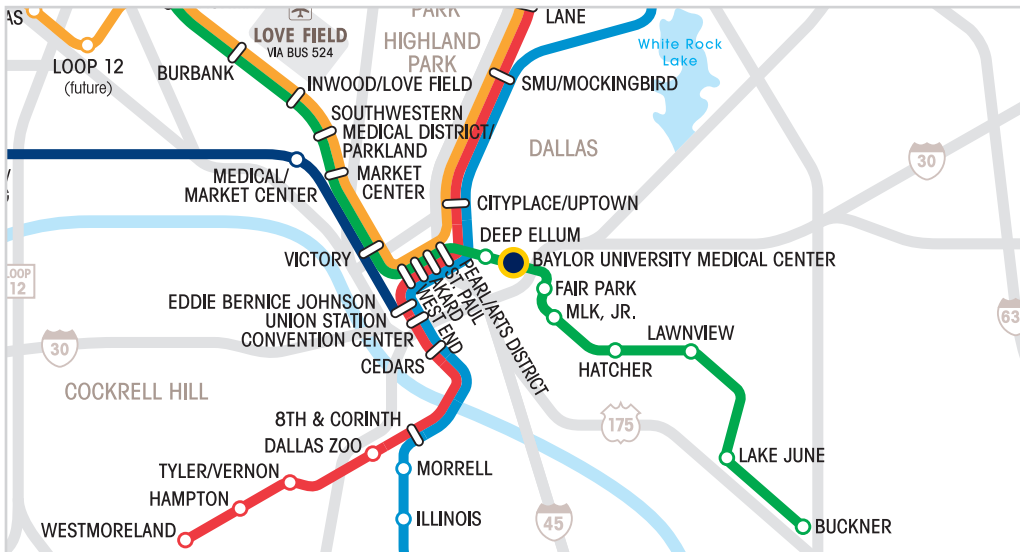 AS
PARK
LANE
LOVE FIELD
VIA BUS 524
HIGHLAND
PARK
White Rock
Lake
LOOP 12
(future)
BURBANK
INWOOD/LOVE FIELD
SMU/MOCKINGBIRD
SOUTHWESTERN
MEDICAL DISTRICT/
PARKLAND
DALLAS
30
MEDICAL/
MARKET CENTER
MARKET
CENTER
CITYPLACE/UPTOWN
DEEP ELLUM
VICTORY
BAYLOR UNIVERSITY MEDICAL CENTER
LOOP
12
PEARL/ARTS DISTRICT
ST. PAUL
AKARD
WEST END
FAIR PARK
EDDIE BERNICE JOHNSON
UNION STATION
MLK, JR.
63
CONVENTION CENTER
LAWNVIEW
30
CEDARS
HATCHER
COCKRELL HILL
8TH & CORINTH
175
DALLAS ZOO
LAKE JUNE
TYLER/VERNON
MORRELL
HAMPTON
WESTMORELAND
ILLINOIS
45
BUCKNER